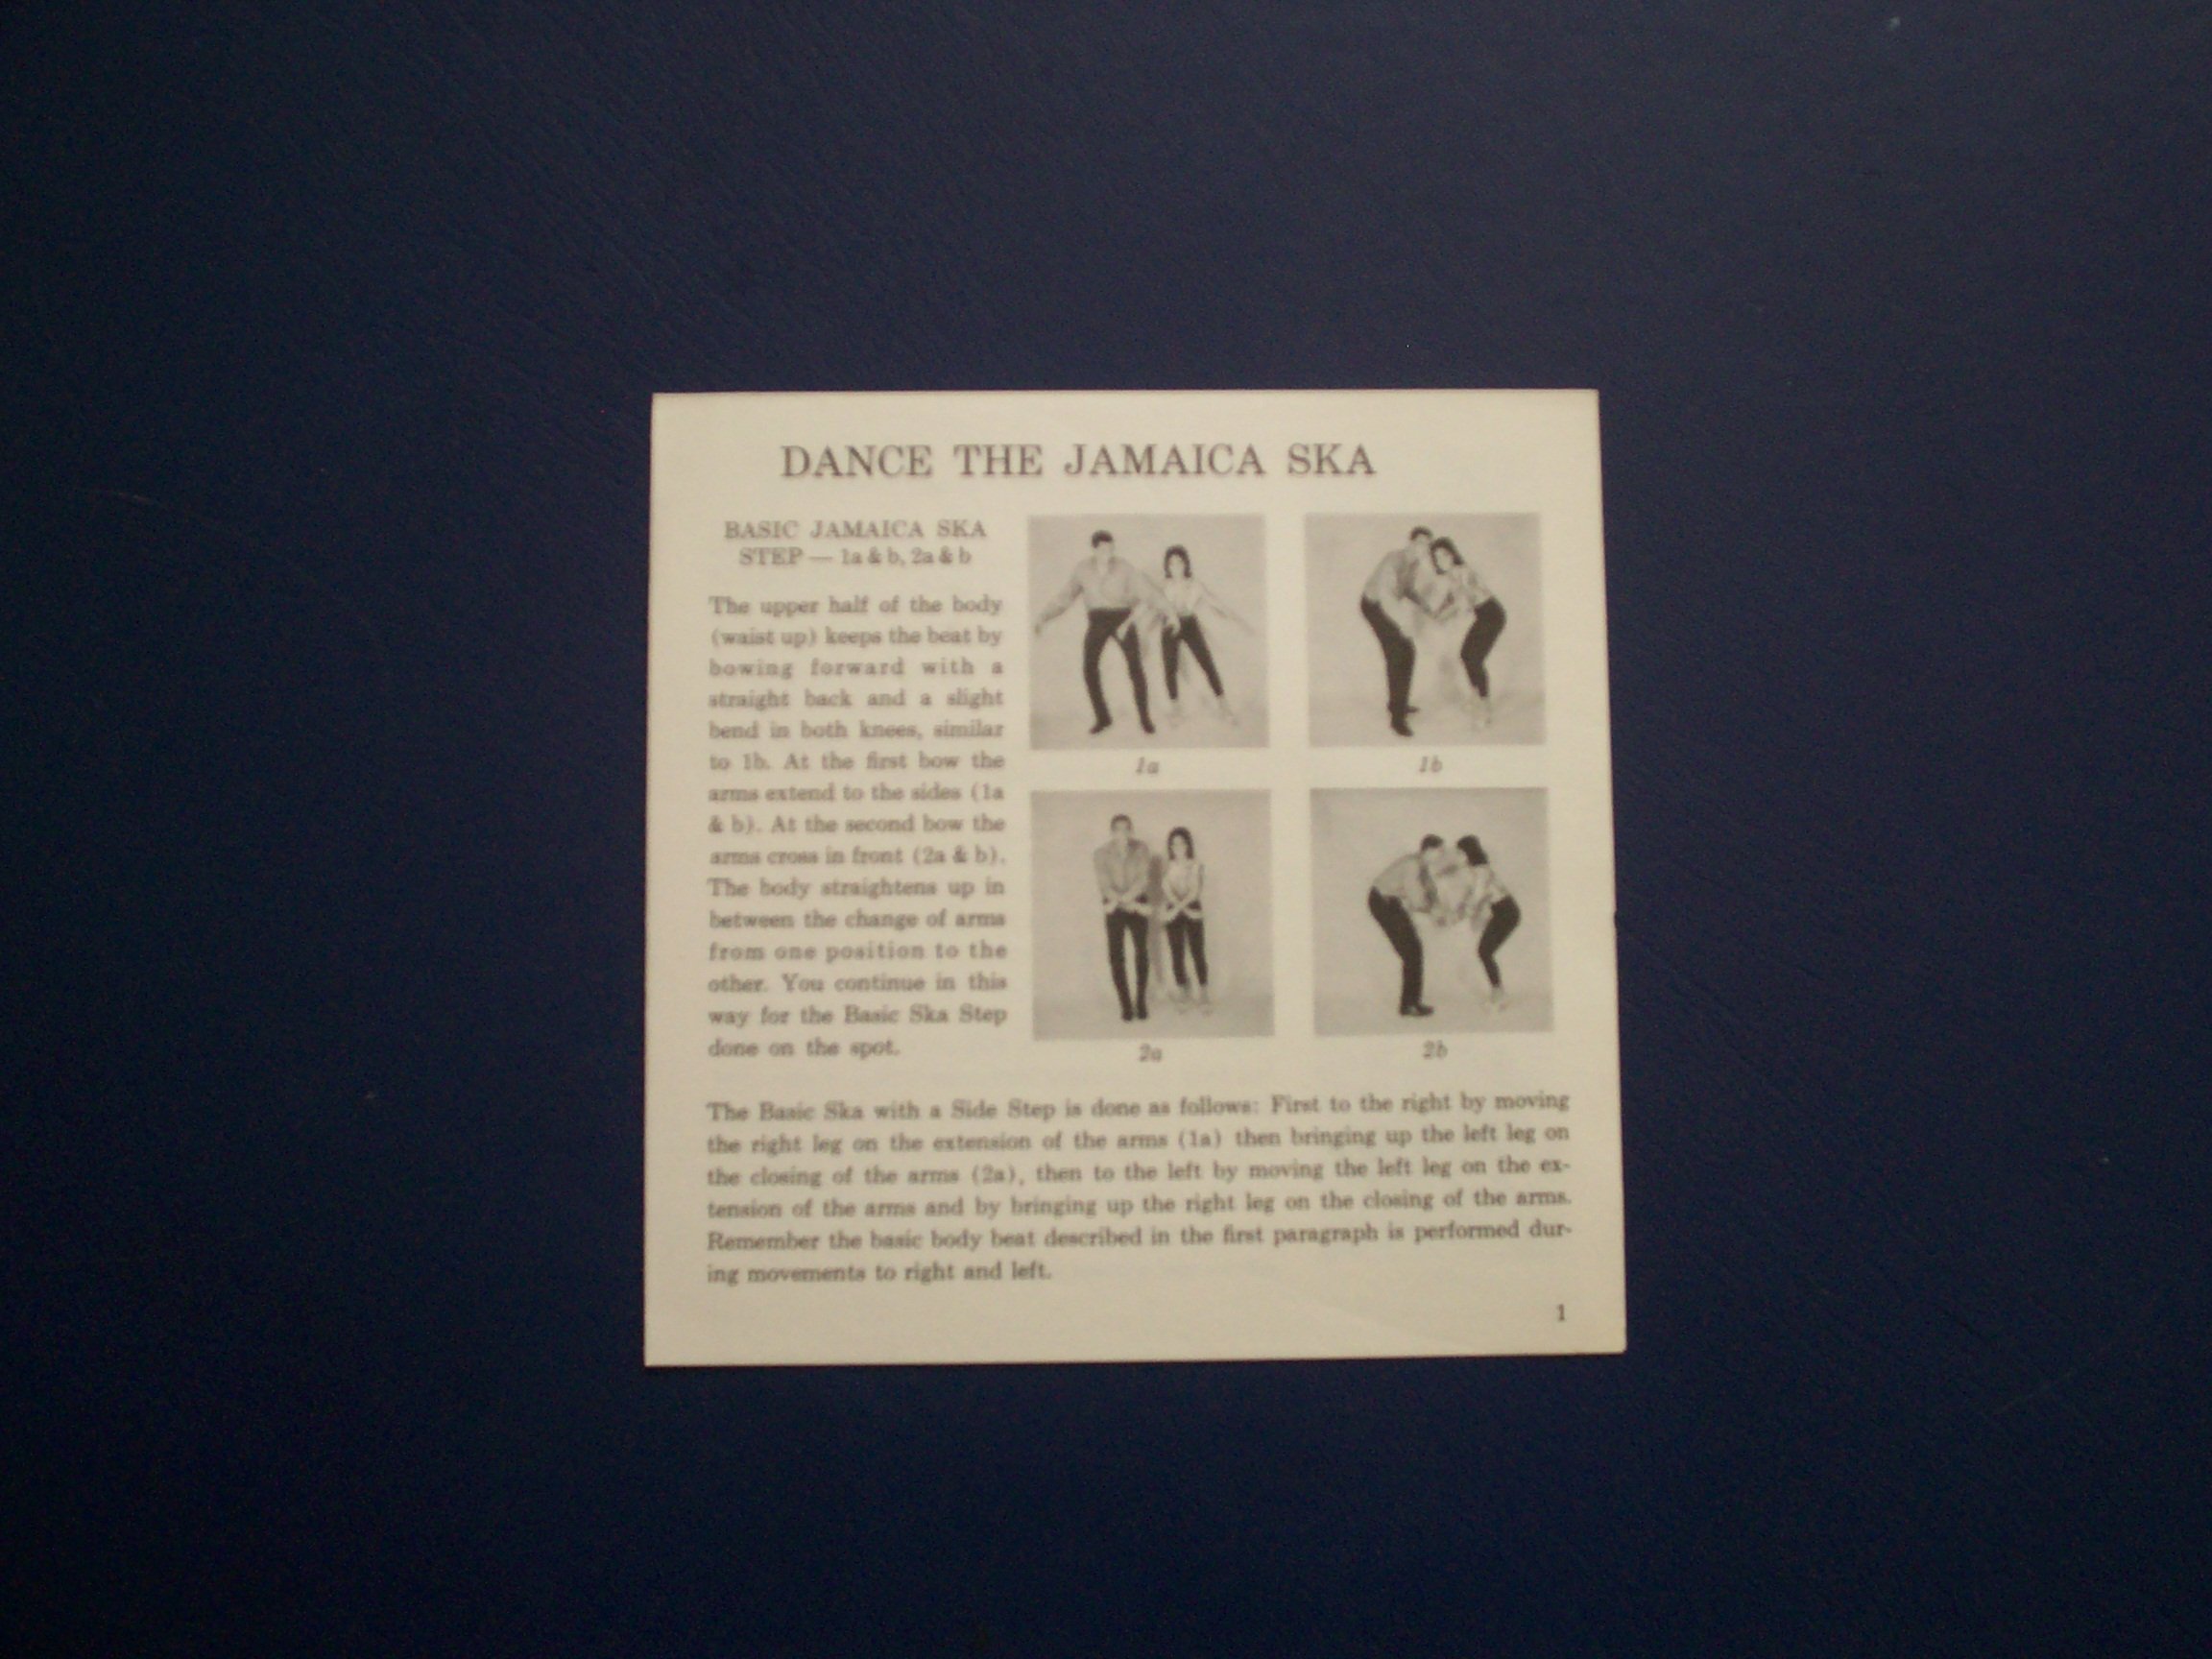 DANCE THE JAMAICA SKA
BASIC JAMAICA SKA
STEP — 1a & b, 2a & b
The upper half of the body
(waist up) keeps the beat by
bowing forward with a
straight back and a slight
bend in both knees, similar
to 1b. At the first bow the
arms extend to the sides (1a
& b). At the second bow the
arms cross in front (2a & b).
The body straightens up in
between the change of arms
from one position to the
other. You continue in this
way for the Basic Ska Step
done on the spot.
1a
1b
2a
2b
The Basic Ska with a Side Step is done as follows: First to the right by moving
the right leg on the extension of the arms (1a) then bringing up the left leg on
the closing of the arms (2a), then to the left by moving the left leg on the ex-
tension of the arms and by bringing up the right leg on the closing of the arms.
Remember the basic body beat described in the first paragraph is performed dur-
ing movements to right and left.
1